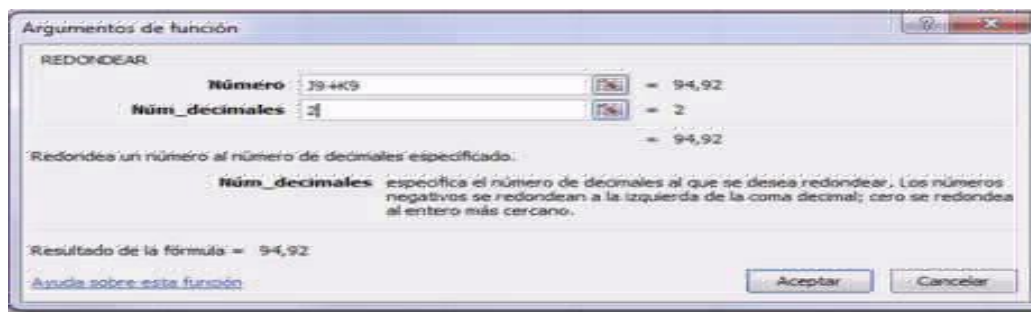 Argumentos de función
REDONDEAR
Número J9+K9 = 94,92
Núm_decimales 2 = 2
= 94,92
Redondea un número al número de decimales especificado.
Núm_decimales especifica el número de decimales al que se desea redondear. Los números
negativos se redondean a la izquierda de la coma decimal; cero se redondea
al entero más cercano.
Resultado de la fórmula = 94,92
Ayuda sobre esta función
Aceptar Cancelar